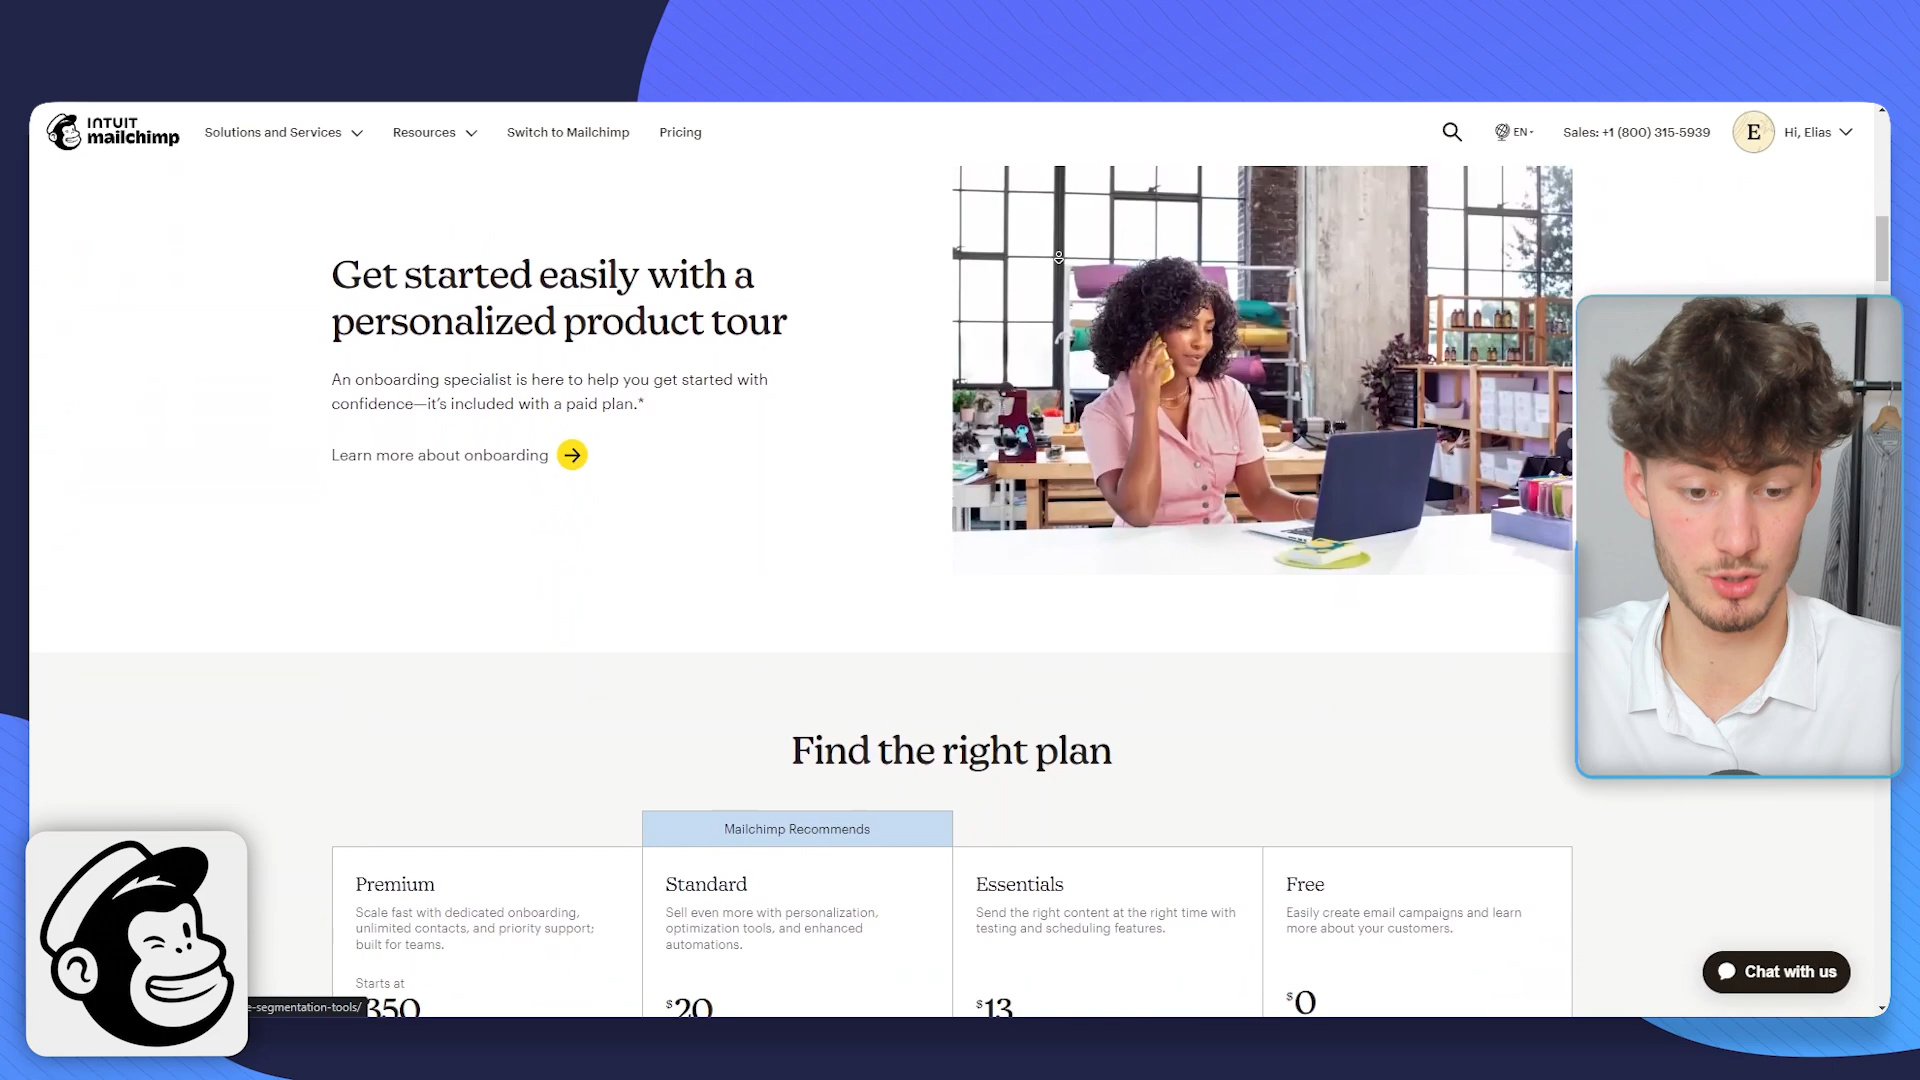 INTUIT
mailchimp
Solutions and Services
Resources
Switch to Mailchimp
Pricing
EN
Sales: +1 (800) 315-5939
E
Hi, Elias
Get started easily with a
personalized product tour
An onboarding specialist is here to help you get started with
confidence—it's included with a paid plan.*
Learn more about onboarding
Find the right plan
Mailchimp Recommends
Premium
Scale fast with dedicated onboarding,
unlimited contacts, and priority support;
built for teams.
Starts at
350
Standard
Sell even more with personalization,
optimization tools, and enhanced
automations.
$20
Essentials
Send the right content at the right time with
testing and scheduling features.
$13
Free
Easily create email campaigns and learn
more about your customers.
$0
Chat with us
e-segmentation-tools/